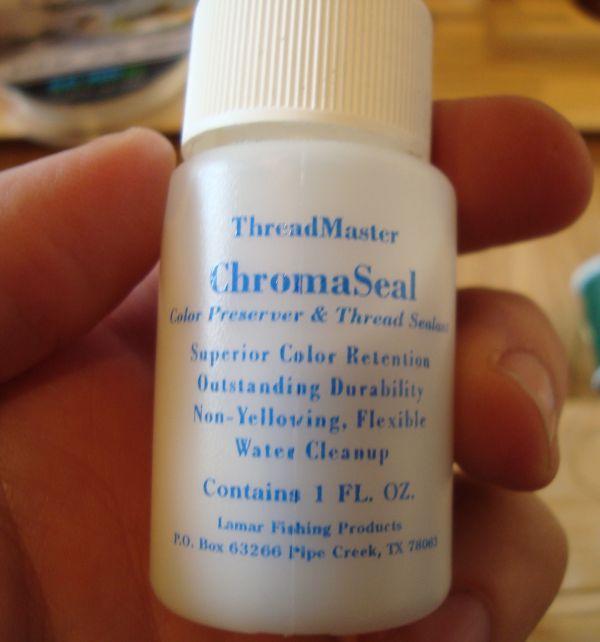 ThreadMaster
ChromaSeal
Color Preserver & Thread Sealant
Superior Color Retention
Outstanding Durability
Non-Yellowing, Flexible
Water Cleanup
Contains 1 FL. OZ.
Lamar Fishing Products
P.O. Box 63266 Pipe Creek, TX 78063